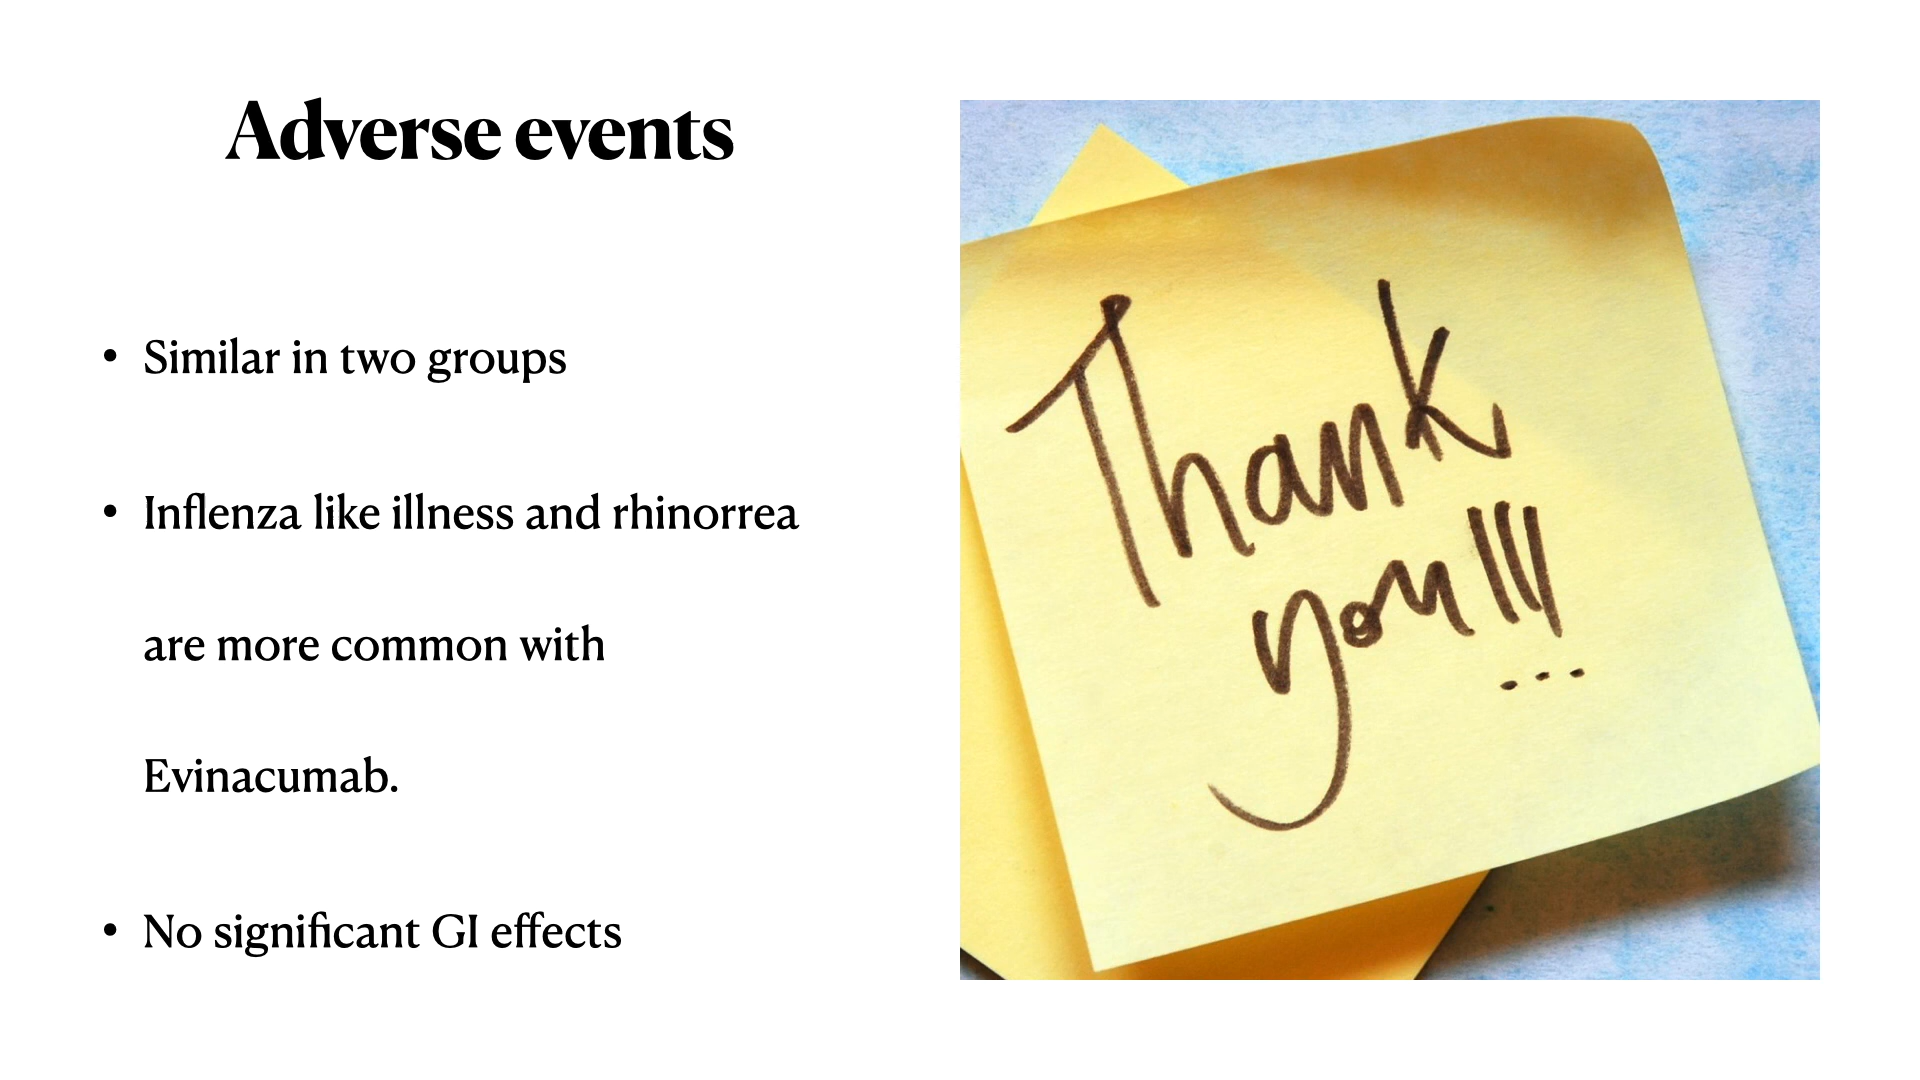 Adverse events
• Similar in two groups
• Inflenza like illness and rhinorrea
are more common with
Evinacumab.
• No significant GI effects
Thank
you!!!